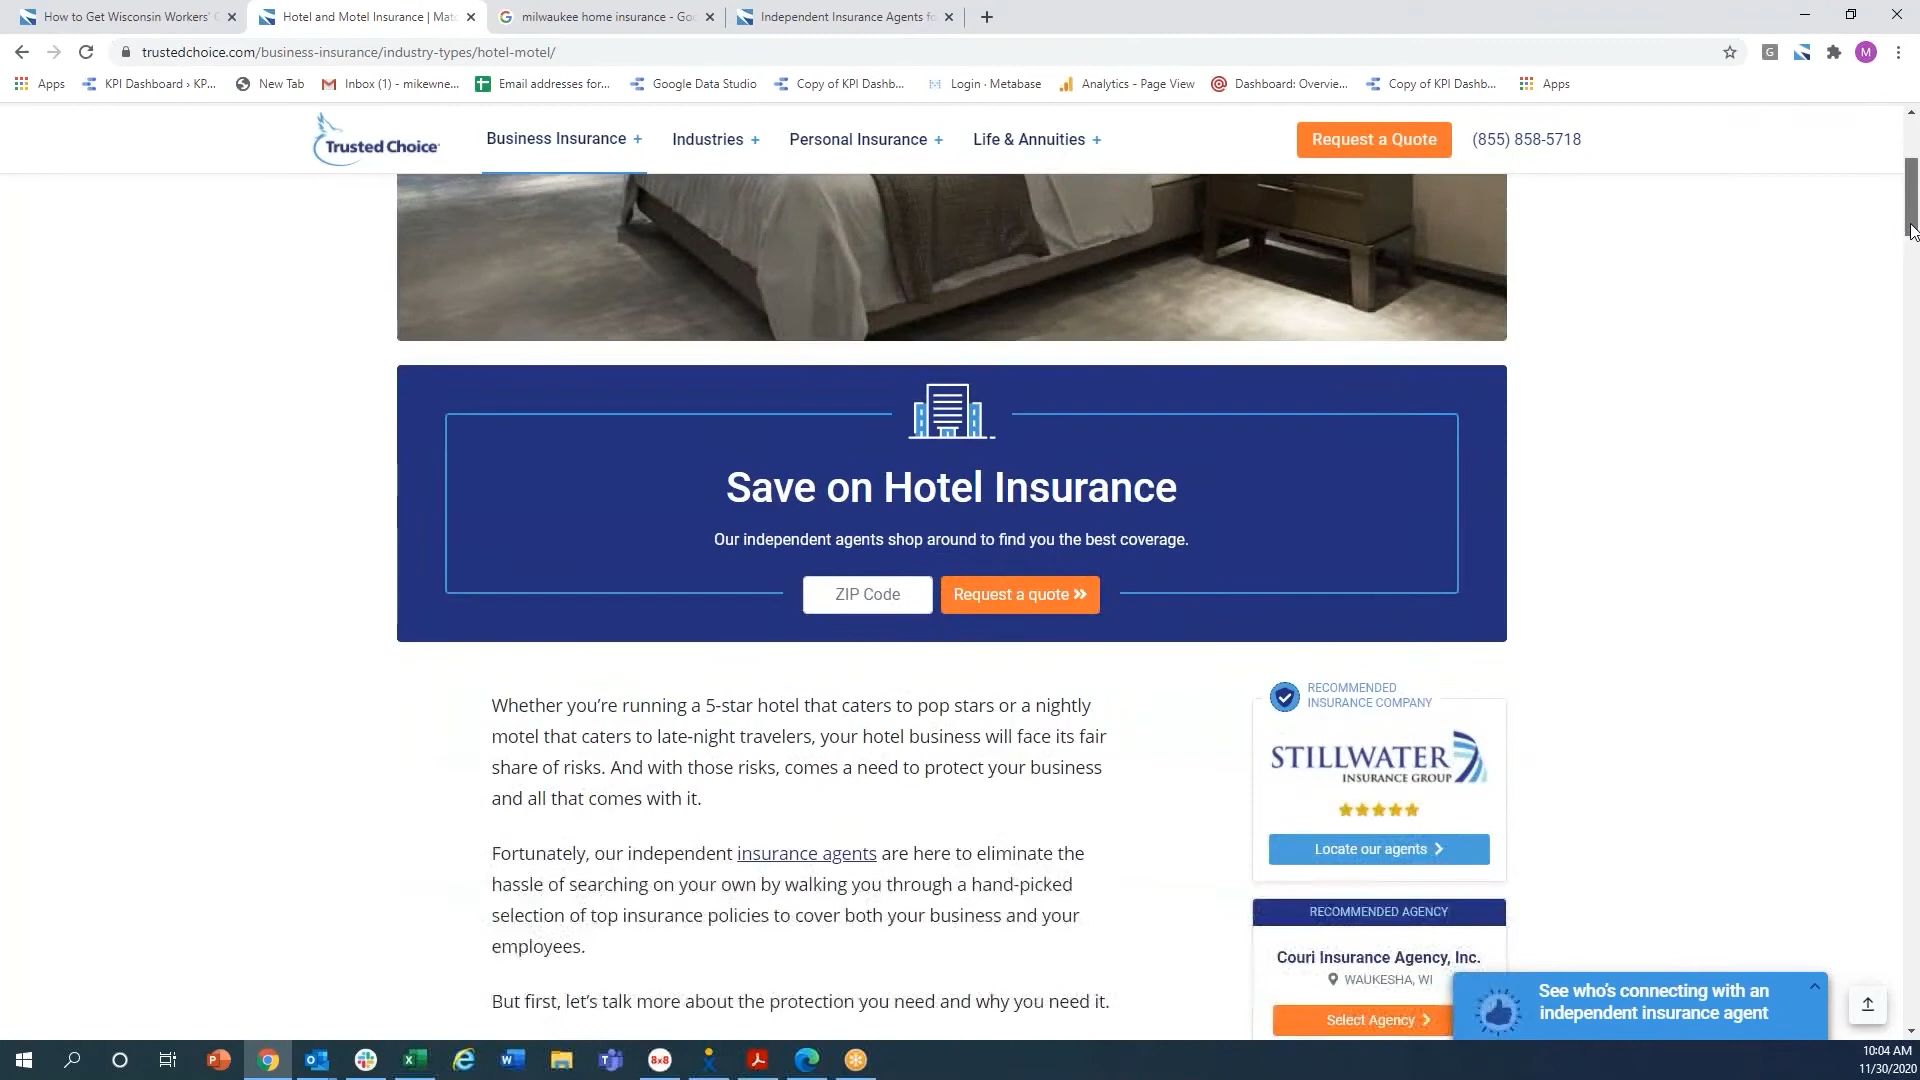 How to Get Wisconsin Workers' C
Hotel and Motel Insurance | Matc
milwaukee home insurance - Goo
Independent Insurance Agents fo
trustedchoice.com/business-insurance/industry-types/hotel-motel/
G
M
Apps
KPI Dashboard › KP...
New Tab
Inbox (1) - mikewne...
Email addresses for...
Google Data Studio
Copy of KPI Dashb...
Login · Metabase
Analytics - Page View
Dashboard: Overvie...
Copy of KPI Dashb...
Apps
Trusted Choice
Business Insurance +
Industries +
Personal Insurance +
Life & Annuities +
Request a Quote
(855) 858-5718
Save on Hotel Insurance
Our independent agents shop around to find you the best coverage.
ZIP Code
Request a quote »
Whether you're running a 5-star hotel that caters to pop stars or a nightly
motel that caters to late-night travelers, your hotel business will face its fair
share of risks. And with those risks, comes a need to protect your business
and all that comes with it.
Fortunately, our independent insurance agents are here to eliminate the
hassle of searching on your own by walking you through a hand-picked
selection of top insurance policies to cover both your business and your
employees.
But first, let's talk more about the protection you need and why you need it.
RECOMMENDED
INSURANCE COMPANY
STILLWATER
INSURANCE GROUP
Locate our agents
RECOMMENDED AGENCY
Couri Insurance Agency, Inc.
WAUKESHA, WI
Select Agency
See who's connecting with an
independent insurance agent
8x8
10:04 AM
11/30/2020